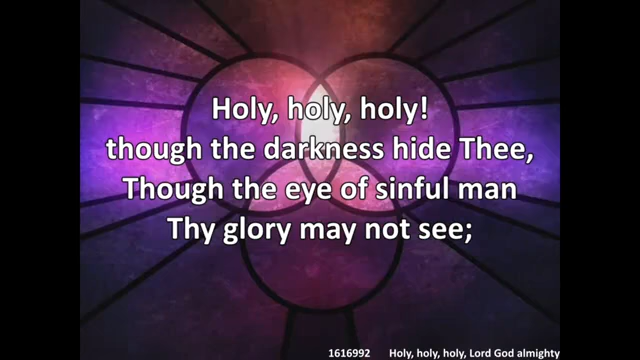 Holy, holy, holy!
though the darkness hide Thee,
Though the eye of sinful man
Thy glory may not see;
1616992 Holy, holy, holy, Lord God almighty